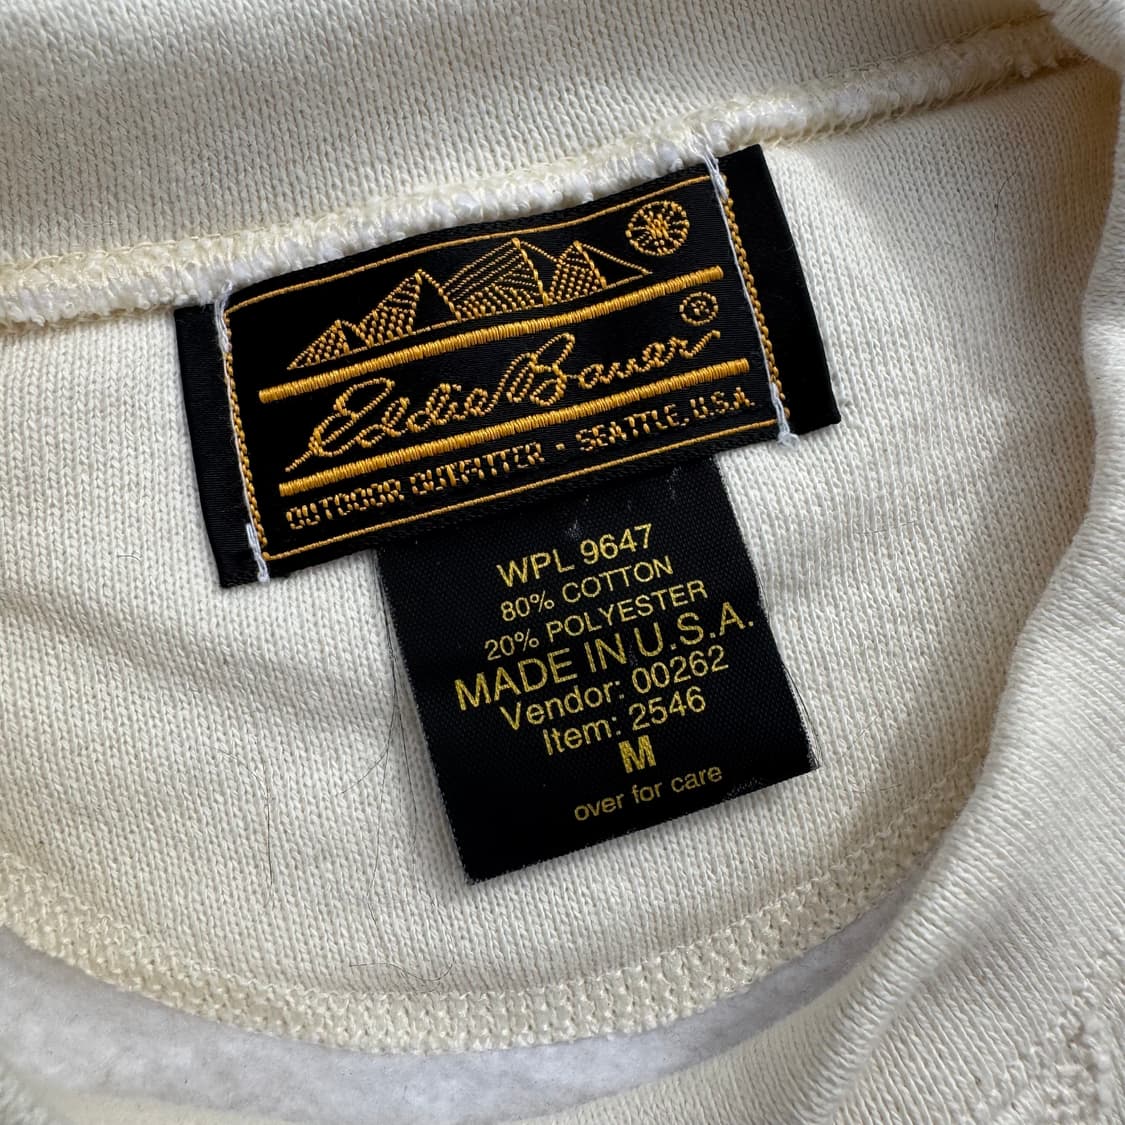 ®
Eddie Bauer
OUTDOOR OUTFITTER · SEATTLE, U.S.A
WPL 9647
80% COTTON
20% POLYESTER
MADE IN U.S.A.
Vendor: 00262
Item: 2546
M
over for care